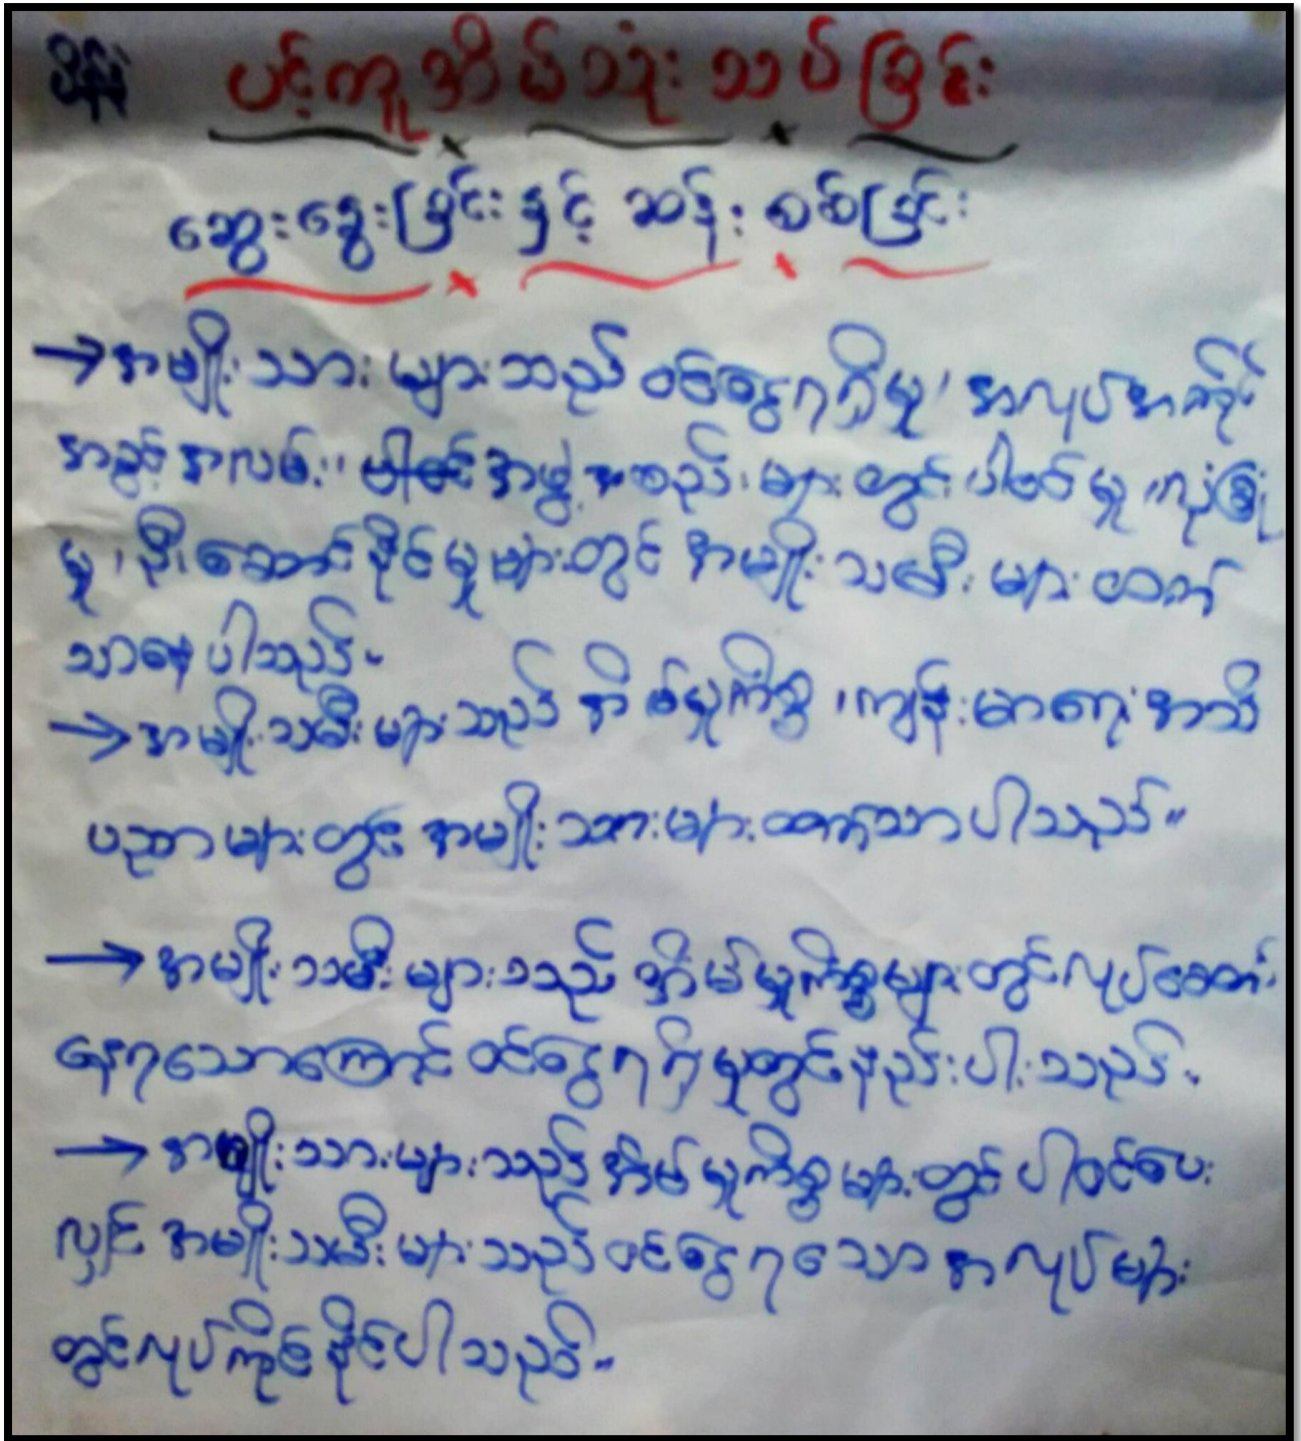 ပိန်နဲ ပင့်ကူအိမ်သုံးသပ်ခြင်း
ဆွေးနွေးခြင်းနှင့် ဆန်းစစ်ခြင်း
→အမျိုးသားများသည် ဝင်ငွေရရှိမှု၊ အလုပ်အကိုင်
အခွင့်အလမ်း၊ အဖွဲ့အစည်းများတွင် ပါဝင်မှု၊ လုံခြုံ
မှု၊ ဦးဆောင်နိုင်မှုများတွင် အမျိုးသမီးများထက်
သာနေပါသည်။
→အမျိုးသမီးများသည် အိမ်မှုကိစ္စ၊ ကျန်းမာရေးအသိ
ပညာများတွင် အမျိုးသားများထက်သာပါသည်။
→အမျိုးသမီးများသည် အိမ်မှုကိစ္စများတွင်လုပ်ဆောင်
နေရသောကြောင့် ဝင်ငွေရရှိမှုတွင်နည်းပါးသည်။
→အမျိုးသားများသည် အိမ်မှုကိစ္စများတွင် ပါဝင်ပေး
လျှင် အမျိုးသမီးများသည် ဝင်ငွေရသော အလုပ်များ
တွင်လုပ်ကိုင်နိုင်ပါသည်။